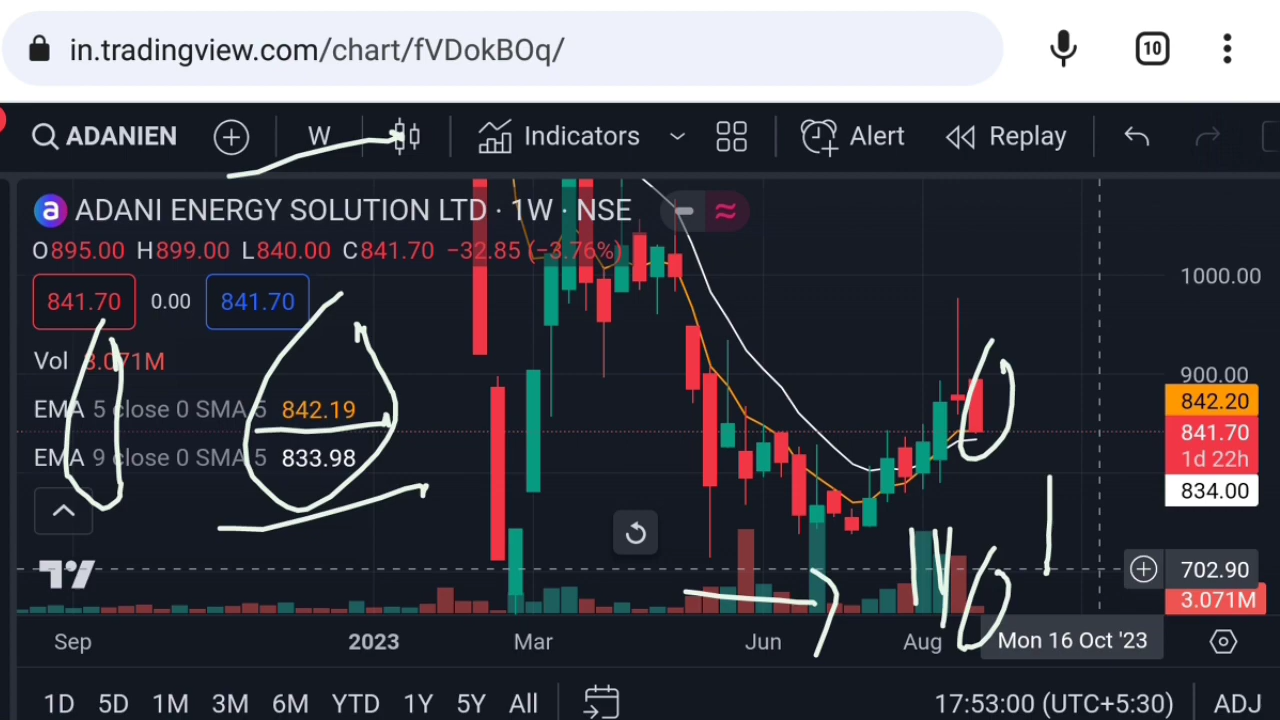 in.tradingview.com/chart/fVDokBOq/
10
ADANIEN
W
Indicators
Alert
Replay
ADANI ENERGY SOLUTION LTD · 1W · NSE
O895.00 H899.00 L840.00 C841.70 −32.85 (−3.76%)
841.70 0.00 841.70
Vol 3.071M
EMA 5 close 0 SMA 5 842.19
EMA 9 close 0 SMA 5 833.98
1000.00
900.00
842.20
841.70
1d 22h
834.00
702.90
3.071M
Sep 2023 Mar Jun Aug Mon 16 Oct '23
1D 5D 1M 3M 6M YTD 1Y 5Y All 17:53:00 (UTC+5:30) ADJ